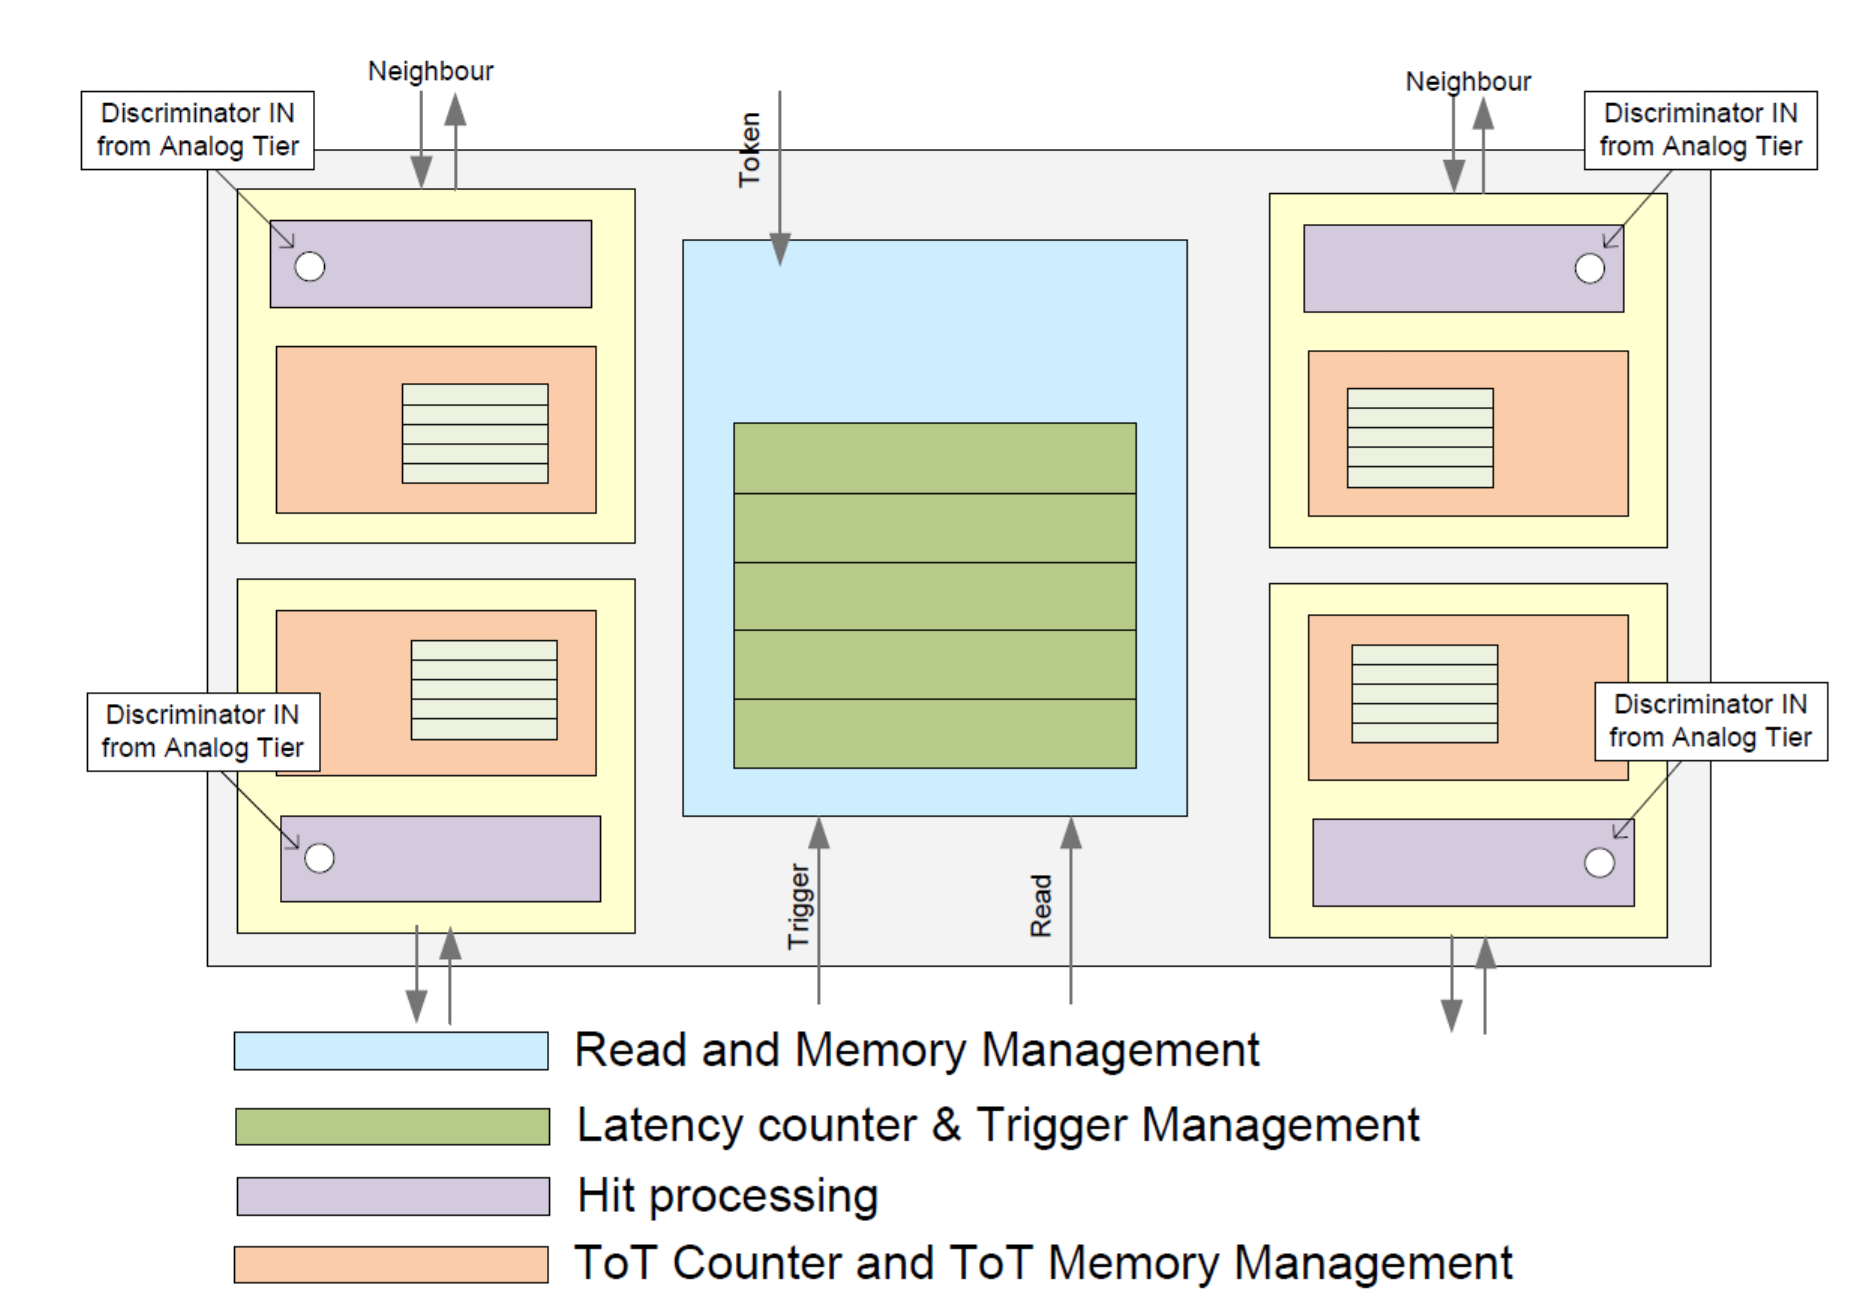 Neighbour
Neighbour
Discriminator IN
from Analog Tier
Discriminator IN
from Analog Tier
Token
Discriminator IN
from Analog Tier
Discriminator IN
from Analog Tier
Trigger
Read
Read and Memory Management
Latency counter & Trigger Management
Hit processing
ToT Counter and ToT Memory Management